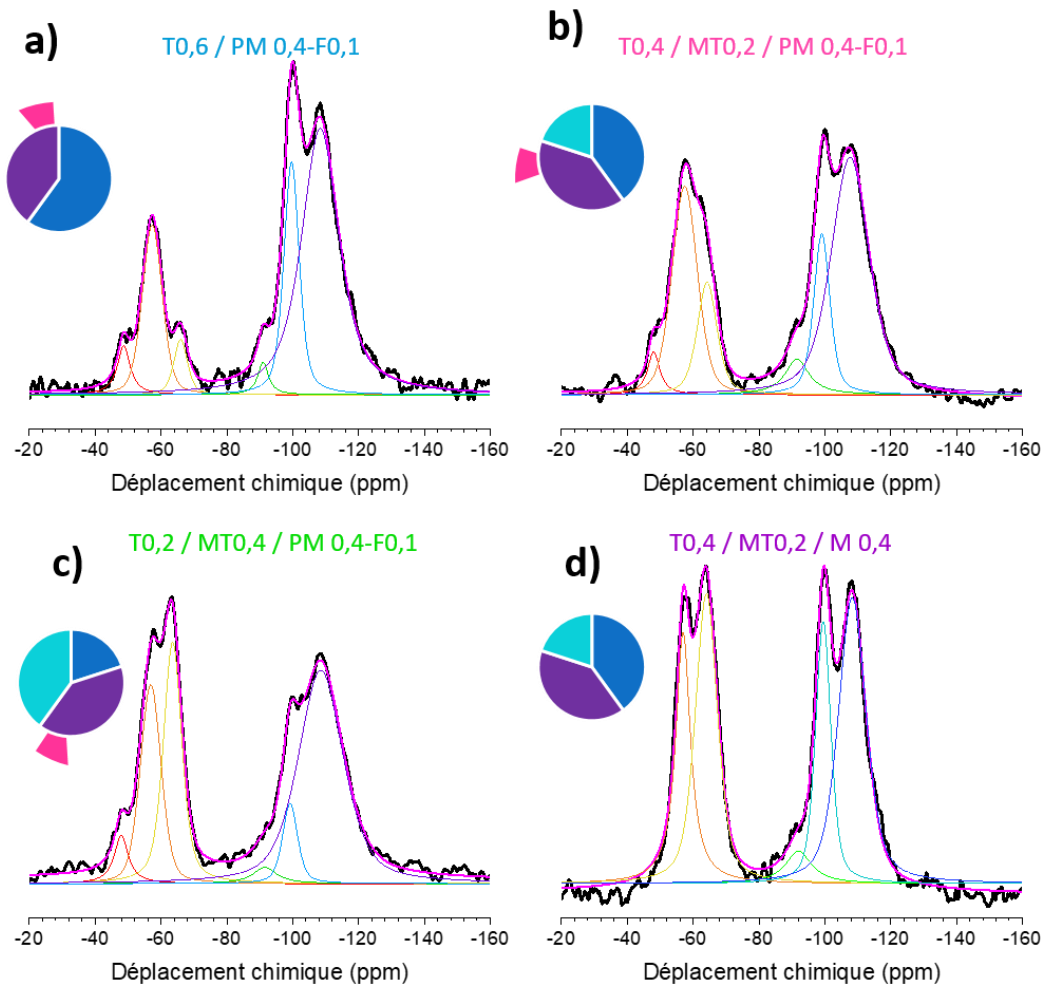 a)
T0,6 / PM 0,4-F0,1
-20 -40 -60 -80 -100 -120 -140 -160
Déplacement chimique (ppm)
b)
T0,4 / MT0,2 / PM 0,4-F0,1
-20 -40 -60 -80 -100 -120 -140 -160
Déplacement chimique (ppm)
c)
T0,2 / MT0,4 / PM 0,4-F0,1
-20 -40 -60 -80 -100 -120 -140 -160
Déplacement chimique (ppm)
d)
T0,4 / MT0,2 / M 0,4
-20 -40 -60 -80 -100 -120 -140 -160
Déplacement chimique (ppm)